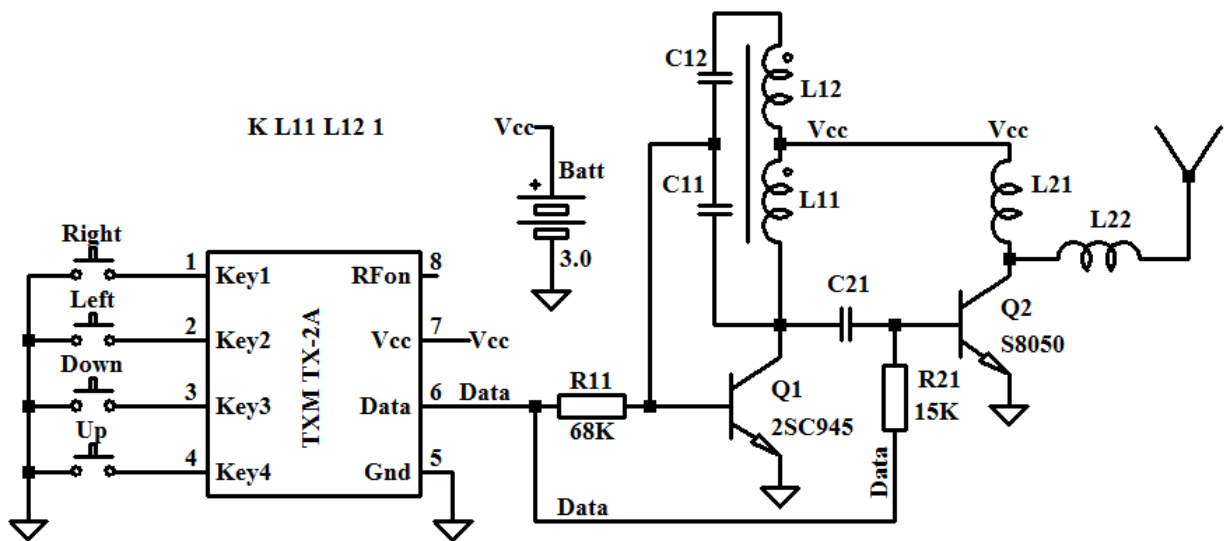 K L11 L12 1
Vcc
Batt
+
3.0
Right
Left
Down
Up
1
2
3
4
Key1
Key2
Key3
Key4
TXM TX-2A
RFon
Vcc
Data
Gnd
8
7
6
5
Vcc
Data
Data
R11
68K
C12
C11
L12
L11
Vcc
Vcc
L21
L22
C21
Q1
2SC945
Q2
S8050
R21
15K
Data